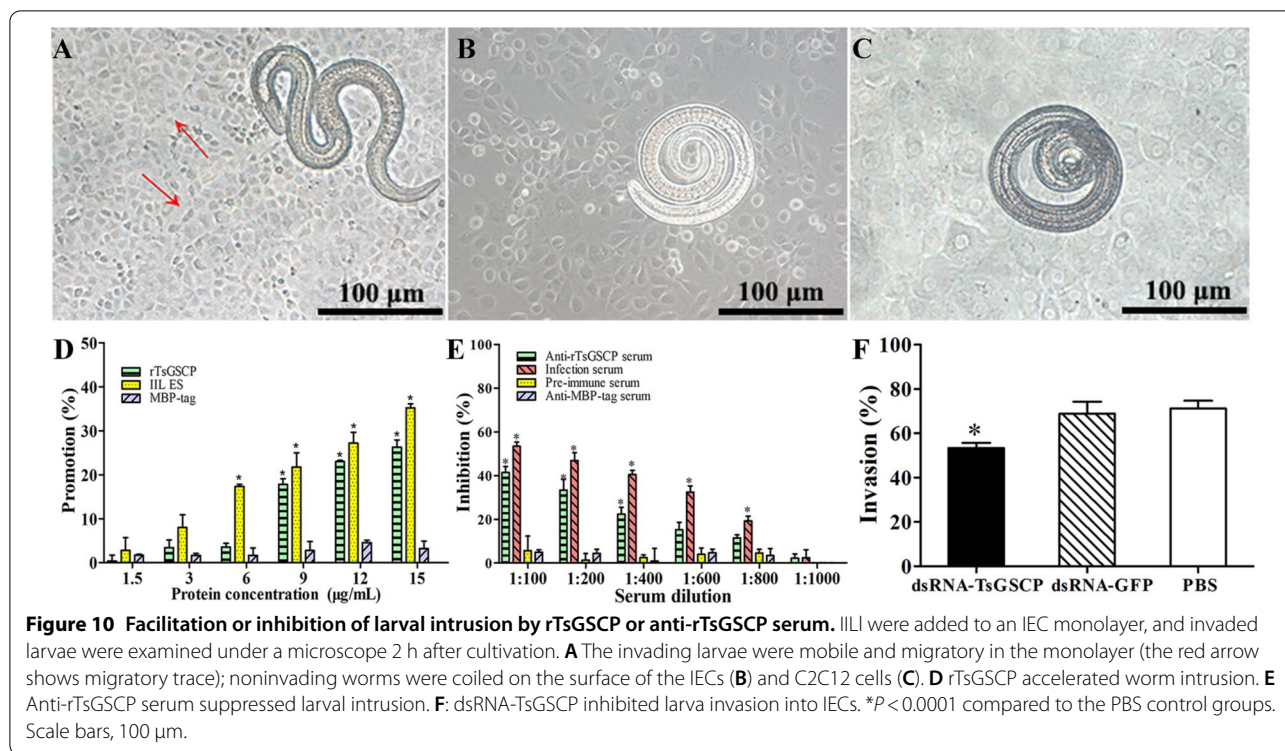 A
B
C
100 µm
100 µm
100 µm
D
50
40
30
20
10
0
Promotion (%)
rTsGSCP
IIL ES
MBP-tag
* * * * * * *
1.5 3 6 9 12 15
Protein concentration (µg/mL)
E
100
80
60
40
20
0
Inhibition (%)
Anti-rTsGSCP serum
Infection serum
Pre-immune serum
Anti-MBP-tag serum
* * * * * * * *
1:100 1:200 1:400 1:600 1:800 1:1000
Serum dilution
F
100
80
60
40
20
0
Invasion (%)
*
dsRNA-TsGSCP dsRNA-GFP PBS
Figure 10 Facilitation or inhibition of larval intrusion by rTsGSCP or anti-rTsGSCP serum. IILl were added to an IEC monolayer, and invaded
larvae were examined under a microscope 2 h after cultivation. A The invading larvae were mobile and migratory in the monolayer (the red arrow
shows migratory trace); noninvading worms were coiled on the surface of the IECs (B) and C2C12 cells (C). D rTsGSCP accelerated worm intrusion. E
Anti-rTsGSCP serum suppressed larval intrusion. F: dsRNA-TsGSCP inhibited larva invasion into IECs. *P < 0.0001 compared to the PBS control groups.
Scale bars, 100 µm.